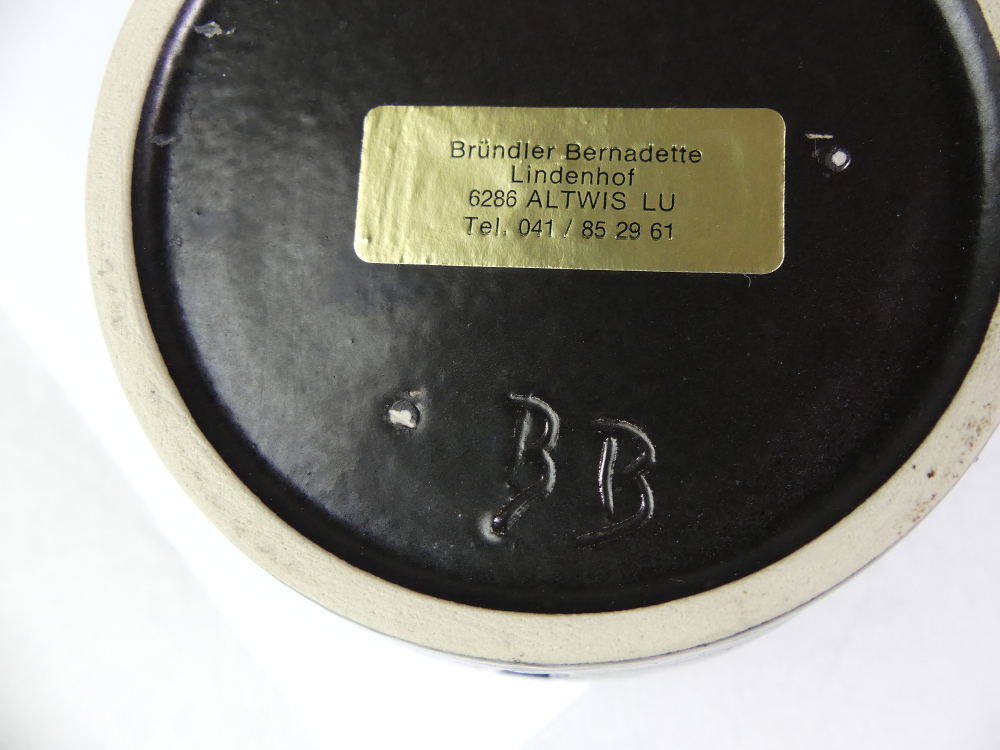 Bründler Bernadette
Lindenhof
6286 ALTWIS LU
Tel. 041 / 85 29 61
BB